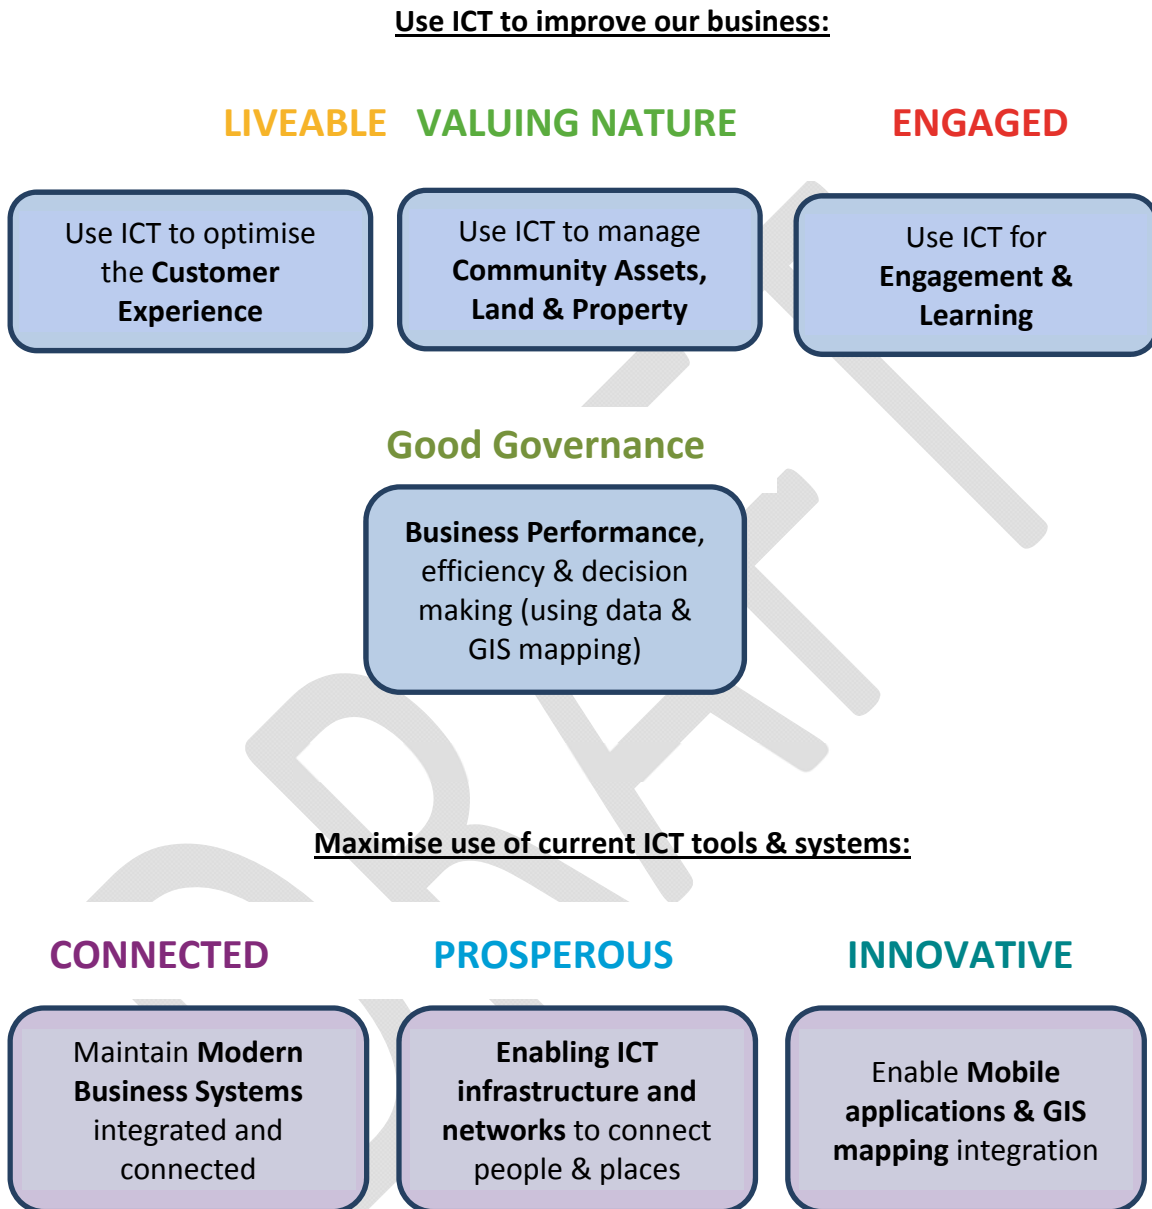 Use ICT to improve our business:
LIVEABLE VALUING NATURE ENGAGED
Use ICT to optimise
the Customer
Experience
Use ICT to manage
Community Assets,
Land & Property
Use ICT for
Engagement &
Learning
Good Governance
Business Performance,
efficiency & decision
making (using data &
GIS mapping)
Maximise use of current ICT tools & systems:
CONNECTED PROSPEROUS INNOVATIVE
Maintain Modern
Business Systems
integrated and
connected
Enabling ICT
infrastructure and
networks to connect
people & places
Enable Mobile
applications & GIS
mapping integration
DRAFT